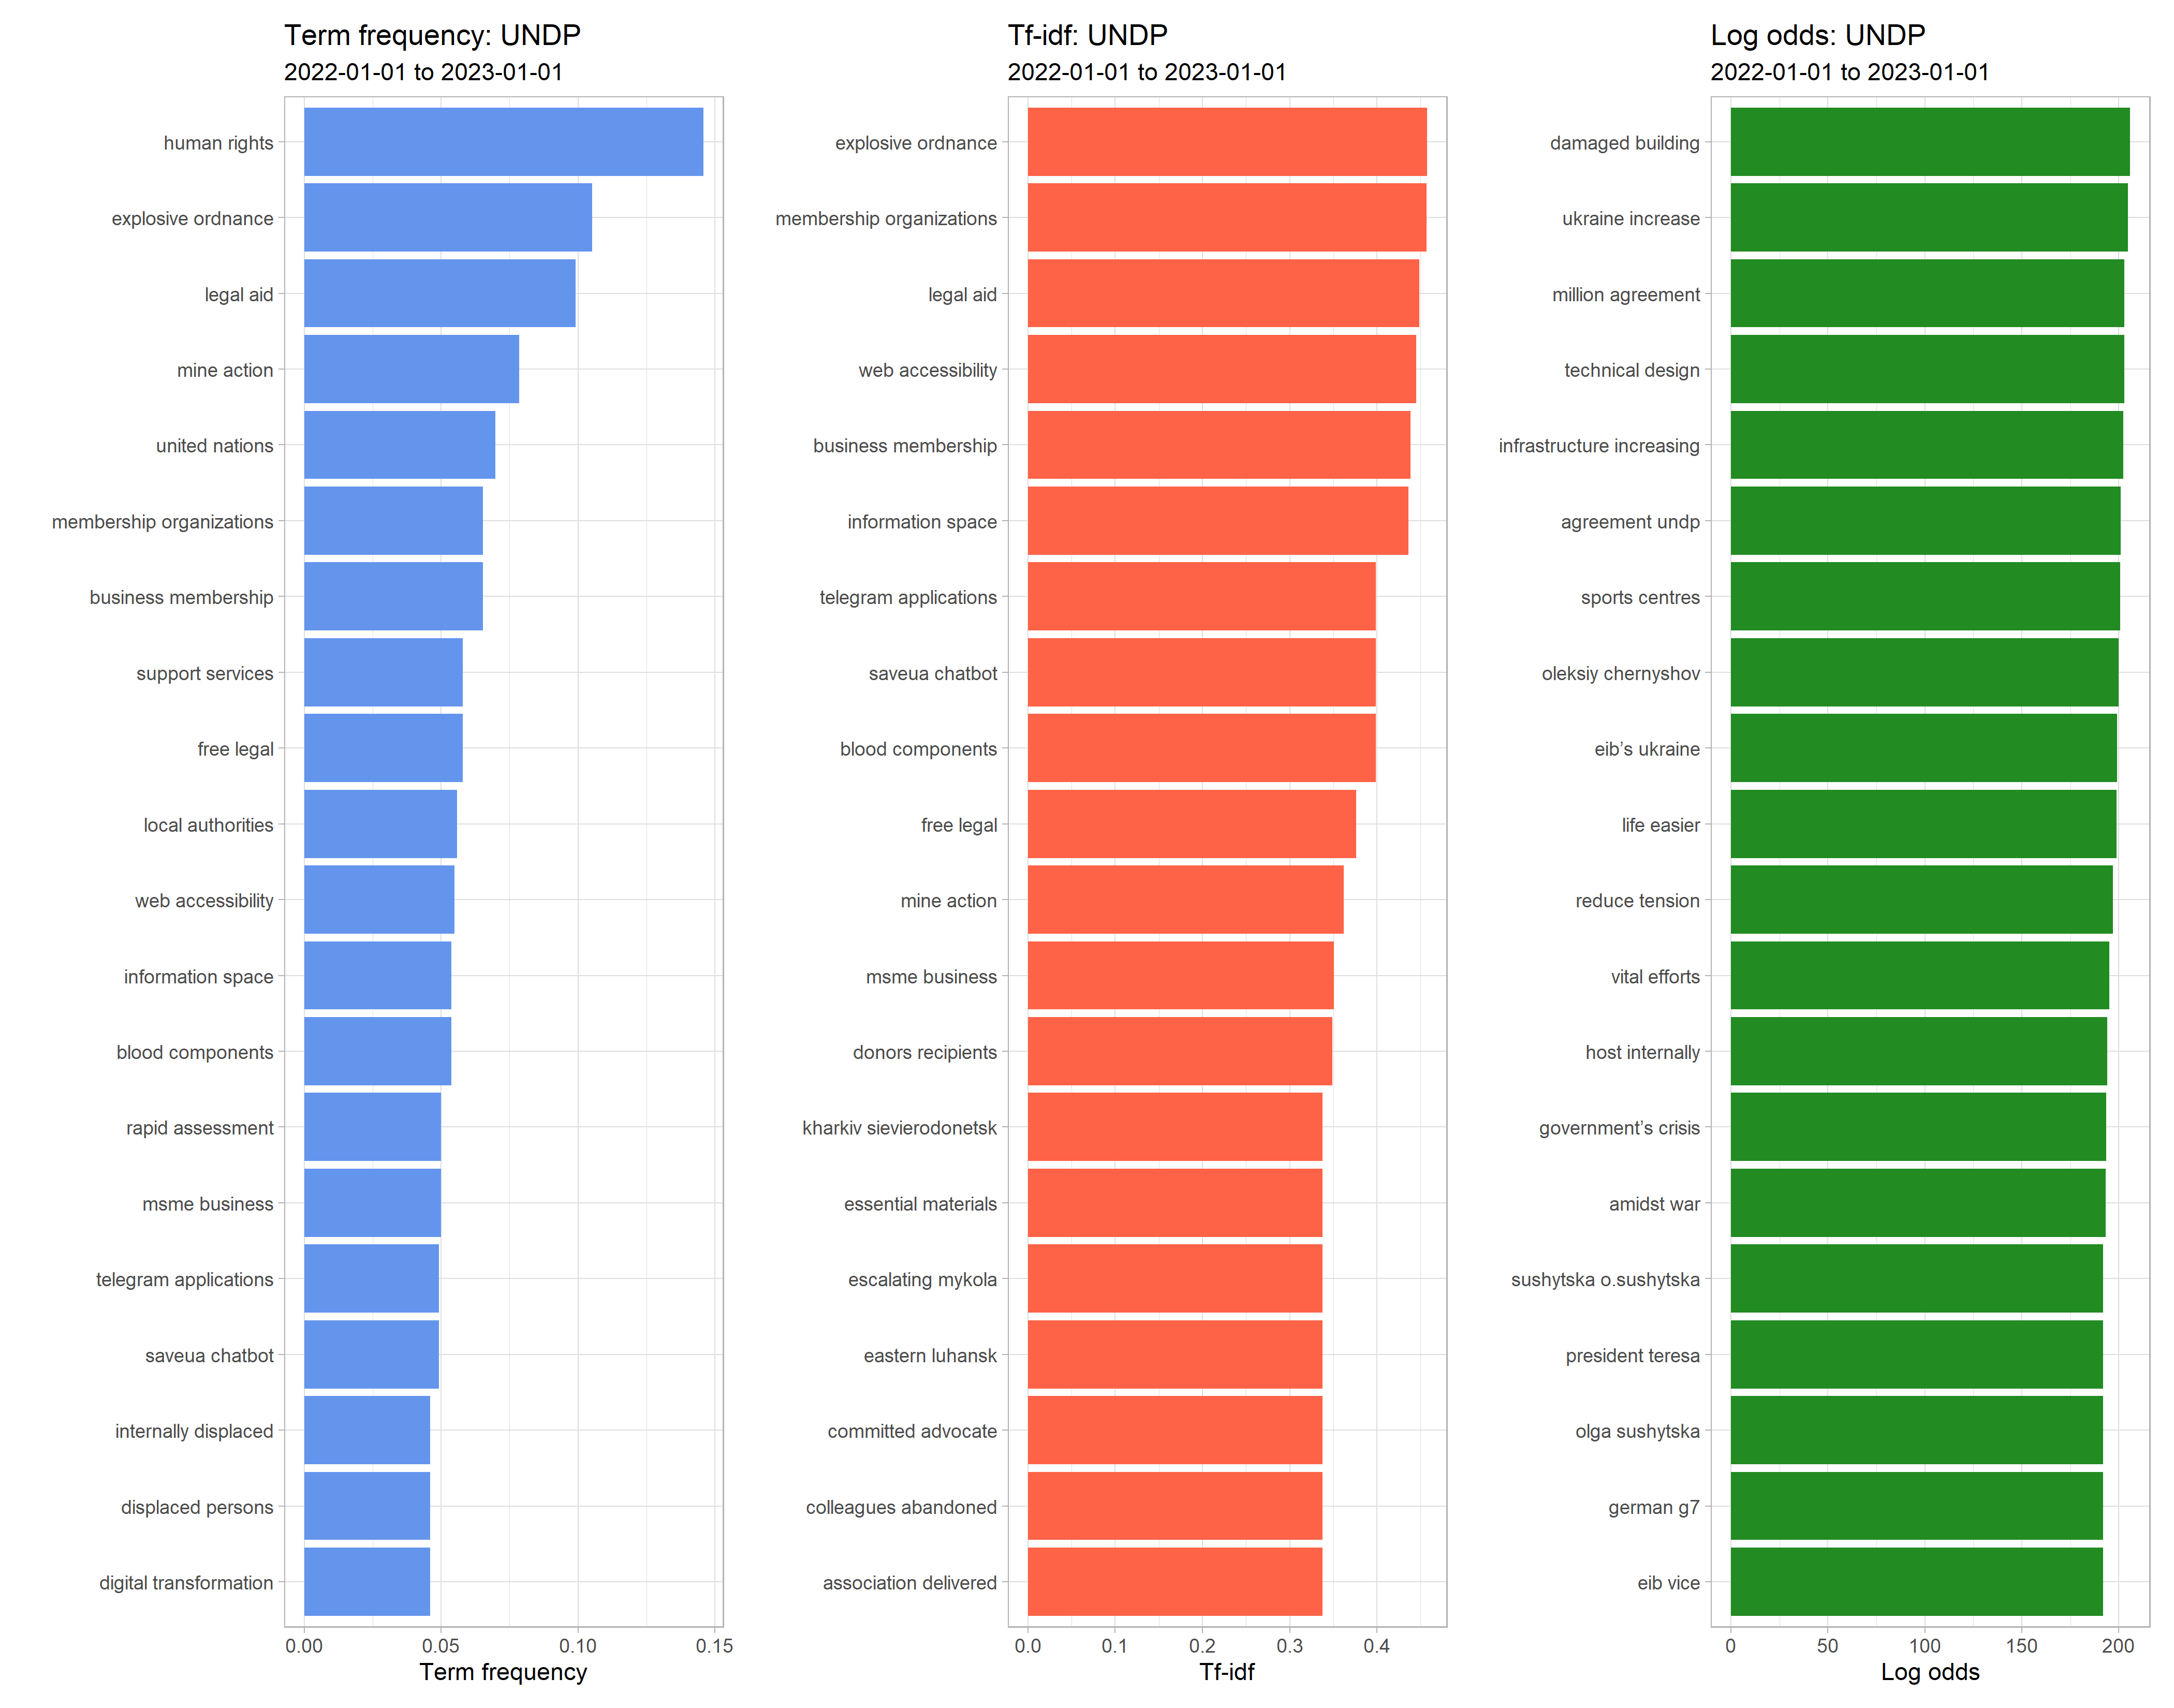 Term frequency: UNDP
2022-01-01 to 2023-01-01
human rights
explosive ordnance
legal aid
mine action
united nations
membership organizations
business membership
support services
free legal
local authorities
web accessibility
information space
blood components
rapid assessment
msme business
telegram applications
saveua chatbot
internally displaced
displaced persons
digital transformation
0.00 0.05 0.10 0.15
Term frequency
Tf-idf: UNDP
2022-01-01 to 2023-01-01
explosive ordnance
membership organizations
legal aid
web accessibility
business membership
information space
telegram applications
saveua chatbot
blood components
free legal
mine action
msme business
donors recipients
kharkiv sievierodonetsk
essential materials
escalating mykola
eastern luhansk
committed advocate
colleagues abandoned
association delivered
0.0 0.1 0.2 0.3 0.4
Tf-idf
Log odds: UNDP
2022-01-01 to 2023-01-01
damaged building
ukraine increase
million agreement
technical design
infrastructure increasing
agreement undp
sports centres
oleksiy chernyshov
eib’s ukraine
life easier
reduce tension
vital efforts
host internally
government’s crisis
amidst war
sushytska o.sushytska
president teresa
olga sushytska
german g7
eib vice
0 50 100 150 200
Log odds